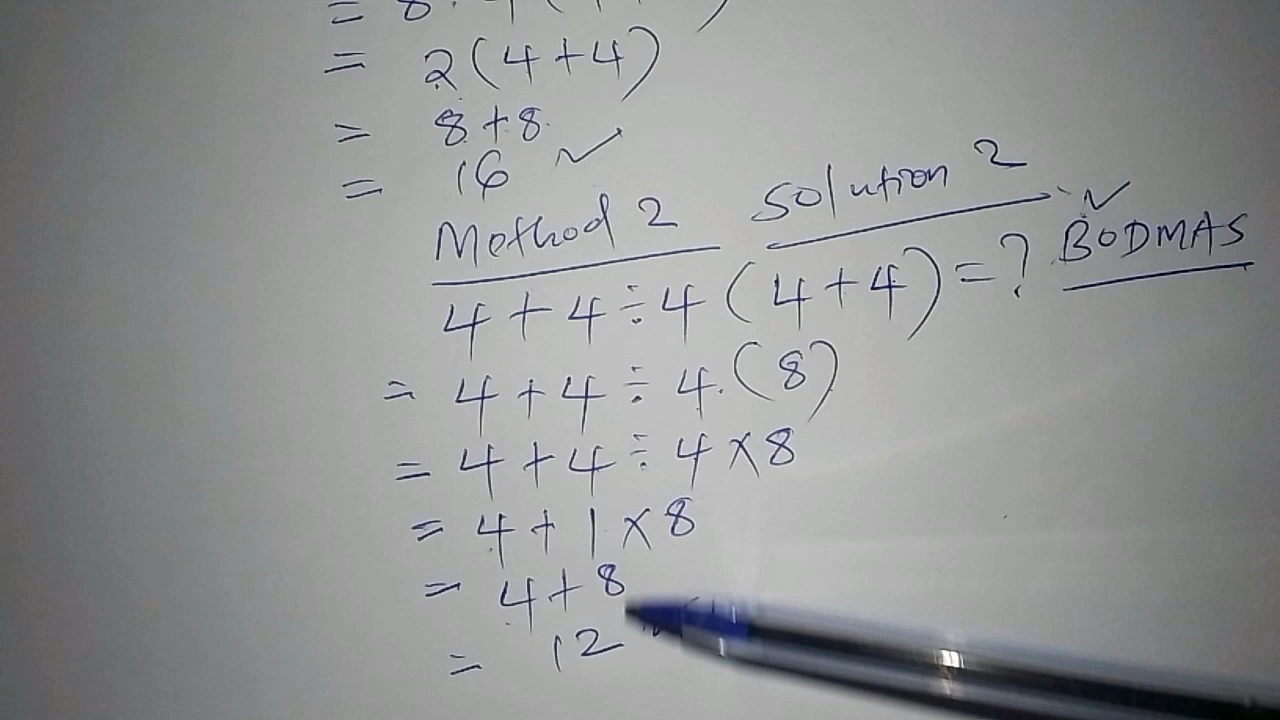 = 2(4+4)
= 8+8
= 16 ✓
Method 2 Solution 2 ✓
4+4÷4(4+4)=? BODMAS
= 4+4÷4.(8)
= 4+4÷4×8
= 4+1×8
= 4+8
= 12